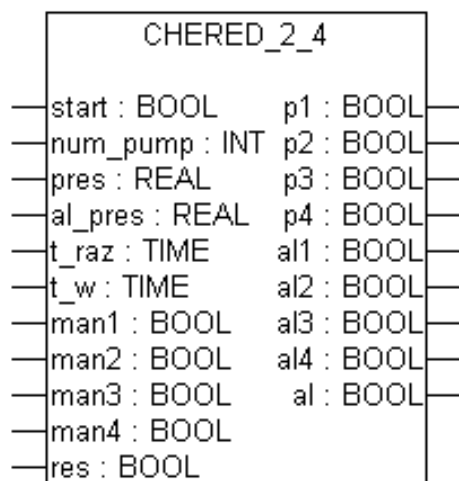 CHERED_2_4
start : BOOL p1 : BOOL
num_pump : INT p2 : BOOL
pres : REAL p3 : BOOL
al_pres : REAL p4 : BOOL
t_raz : TIME al1 : BOOL
t_w : TIME al2 : BOOL
man1 : BOOL al3 : BOOL
man2 : BOOL al4 : BOOL
man3 : BOOL al : BOOL
man4 : BOOL
res : BOOL